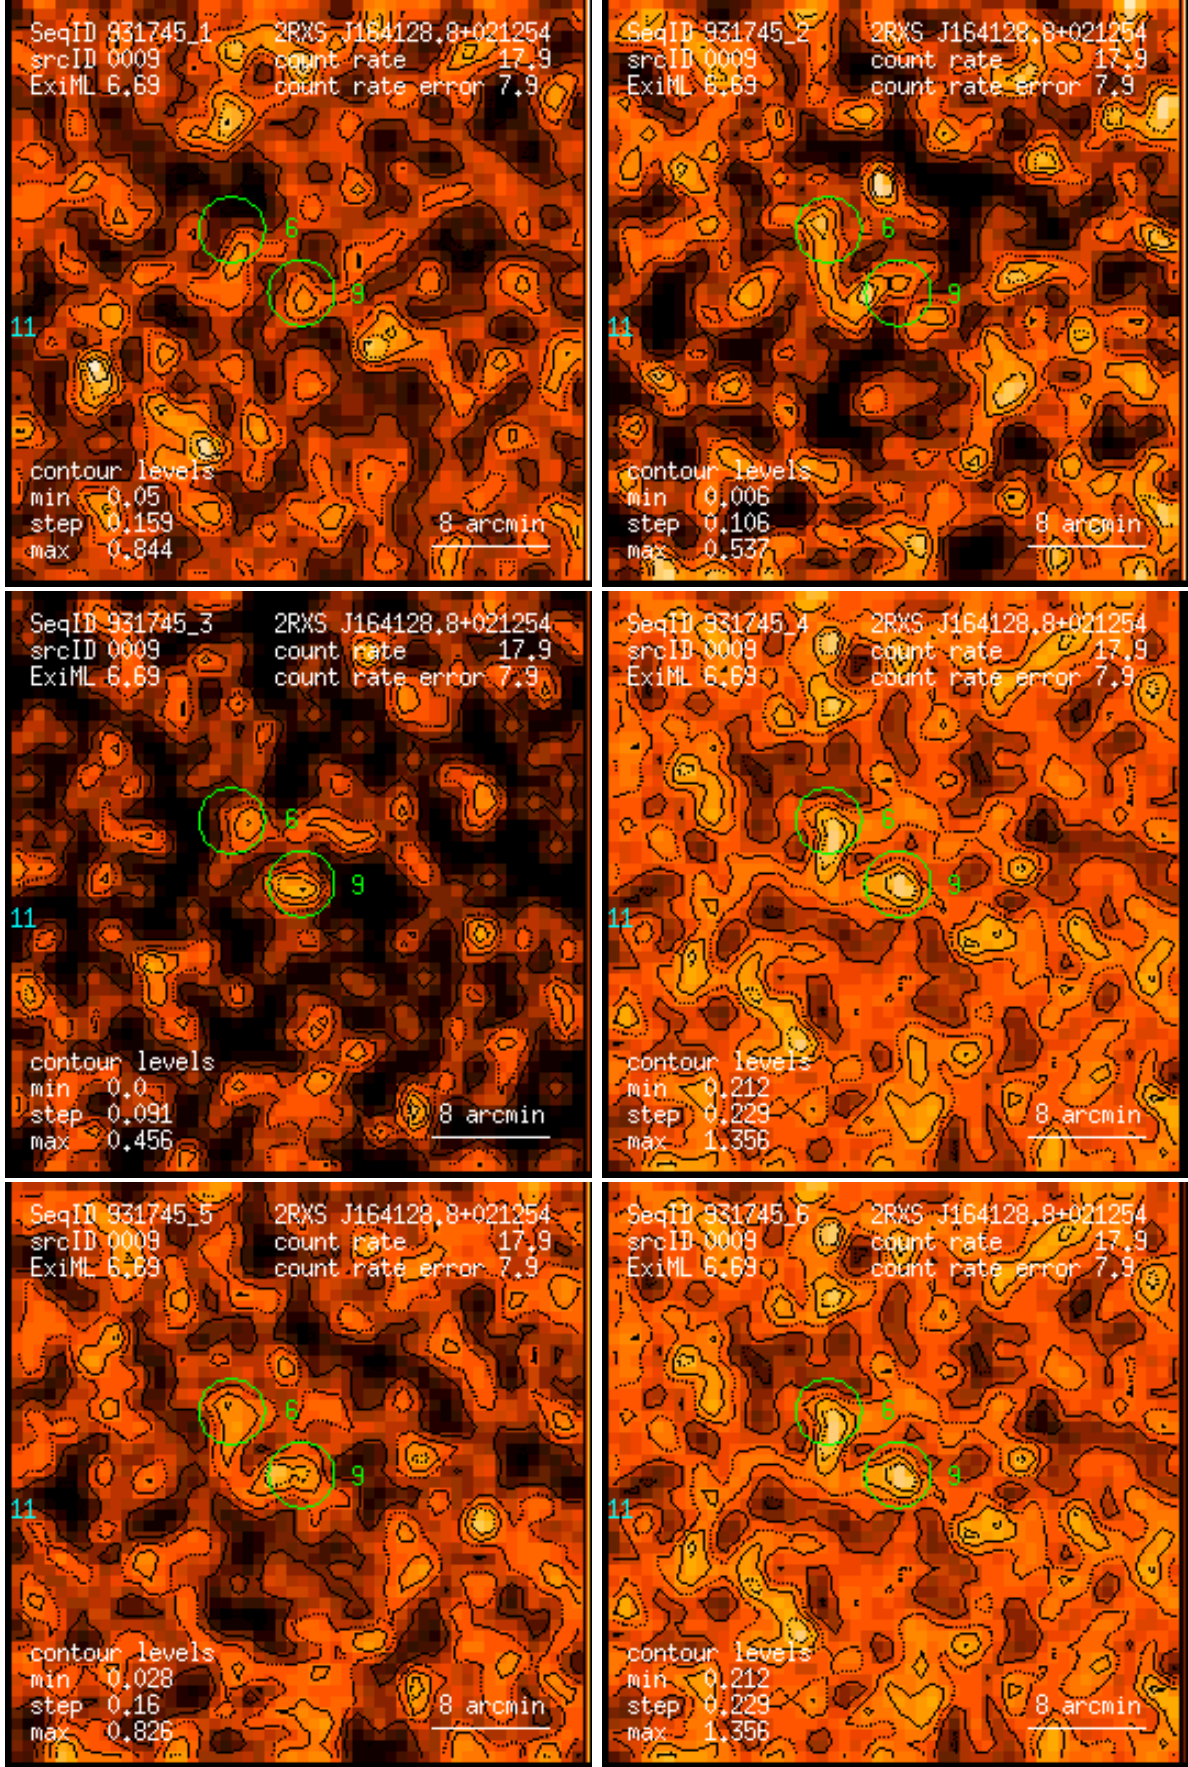 SeqID 931745_1 2RXS J164128.8+021254
srcID 0009 count rate 17.9
ExiML 6.69 count rate error 7.9
6
9
11
contour levels
min 0.05
step 0.159 8 arcmin
max 0.844
SeqID 931745_2 2RXS J164128.8+021254
srcID 0009 count rate 17.9
ExiML 6.69 count rate error 7.9
6
9
11
contour levels
min 0.006
step 0.106 8 arcmin
max 0.537
SeqID 931745_3 2RXS J164128.8+021254
srcID 0009 count rate 17.9
ExiML 6.69 count rate error 7.9
6
9
11
contour levels
min 0.0
step 0.091 8 arcmin
max 0.456
SeqID 931745_4 2RXS J164128.8+021254
srcID 0009 count rate 17.9
ExiML 6.69 count rate error 7.9
6
9
11
contour levels
min 0.212
step 0.229 8 arcmin
max 1.356
SeqID 931745_5 2RXS J164128.8+021254
srcID 0009 count rate 17.9
ExiML 6.69 count rate error 7.9
6
9
11
contour levels
min 0.028
step 0.16 8 arcmin
max 0.826
SeqID 931745_6 2RXS J164128.8+021254
srcID 0009 count rate 17.9
ExiML 6.69 count rate error 7.9
6
9
11
contour levels
min 0.212
step 0.229 8 arcmin
max 1.356